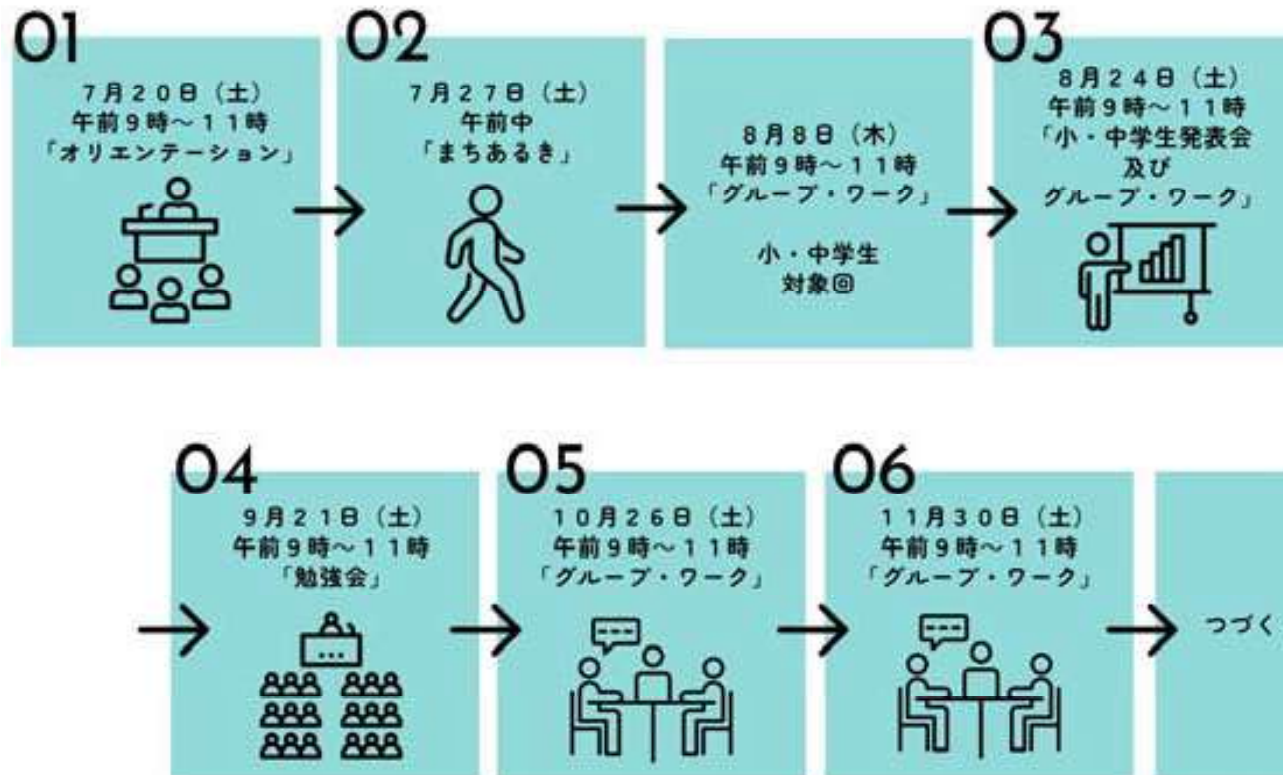 01
7月20日（土）
午前9時～11時
「オリエンテーション」
02
7月27日（土）
午前中
「まちあるき」
8月8日（木）
午前9時～11時
「グループ・ワーク」
小・中学生
対象回
03
8月24日（土）
午前9時～11時
「小・中学生発表会
及び
グループ・ワーク」
04
9月21日（土）
午前9時～11時
「勉強会」
05
10月26日（土）
午前9時～11時
「グループ・ワーク」
06
11月30日（土）
午前9時～11時
「グループ・ワーク」
つづく